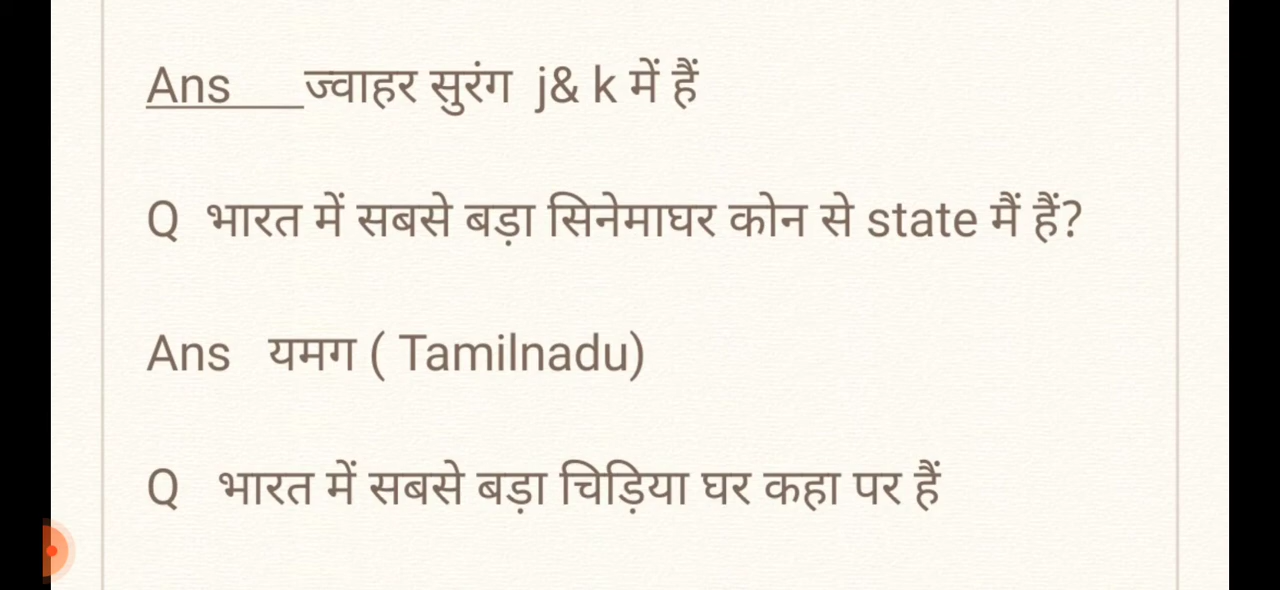 Ans ज्वाहर सुरंग j& k में हैं
Q भारत में सबसे बड़ा सिनेमाघर कोन से state मैं हैं?
Ans यमग ( Tamilnadu)
Q भारत में सबसे बड़ा चिड़िया घर कहा पर हैं